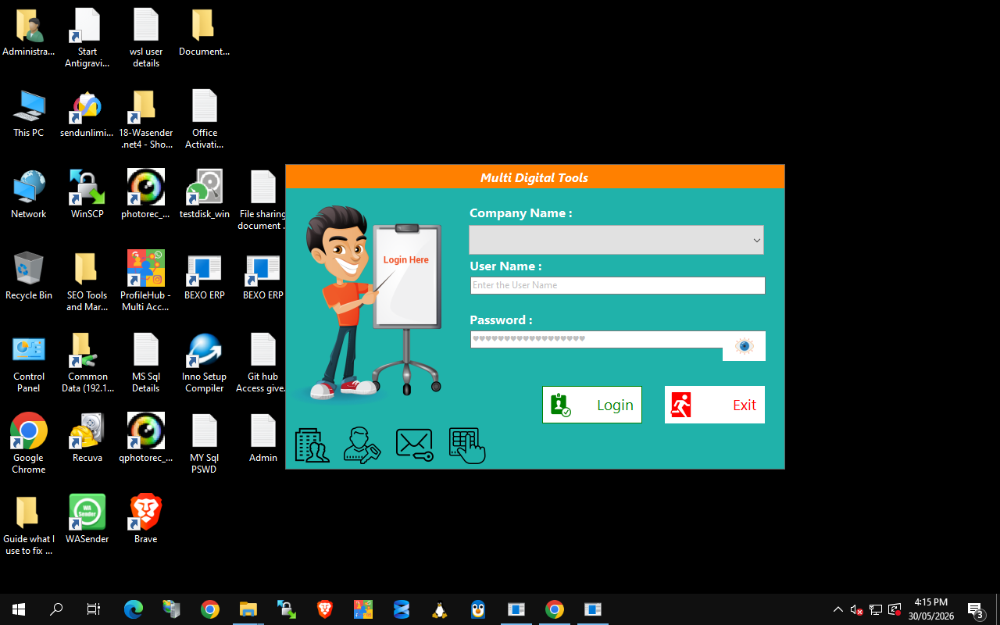 Administra...
Start
Antigravi...
wsl user
details
Document...
This PC
sendunlimi...
18-Wasender
.net4 - Sho...
Office
Activati...
Network
WinSCP
photorec_...
testdisk_win
File sharing
document .
Recycle Bin
SEO Tools
and Mar...
ProfileHub -
Multi Acc...
BEXO ERP
BEXO ERP
Control
Panel
Common
Data (192.1...
MS Sql
Details
Inno Setup
Compiler
Git hub
Access give.
Google
Chrome
Recuva
qphotorec_...
MY Sql
PSWD
Admin
Guide what I
use to fix ...
WA
Sender
WASender
Brave
Multi Digital Tools
Login Here
Company Name :
User Name :
Enter the User Name
Password :
Login
Exit
4:15 PM
30/05/2026
3